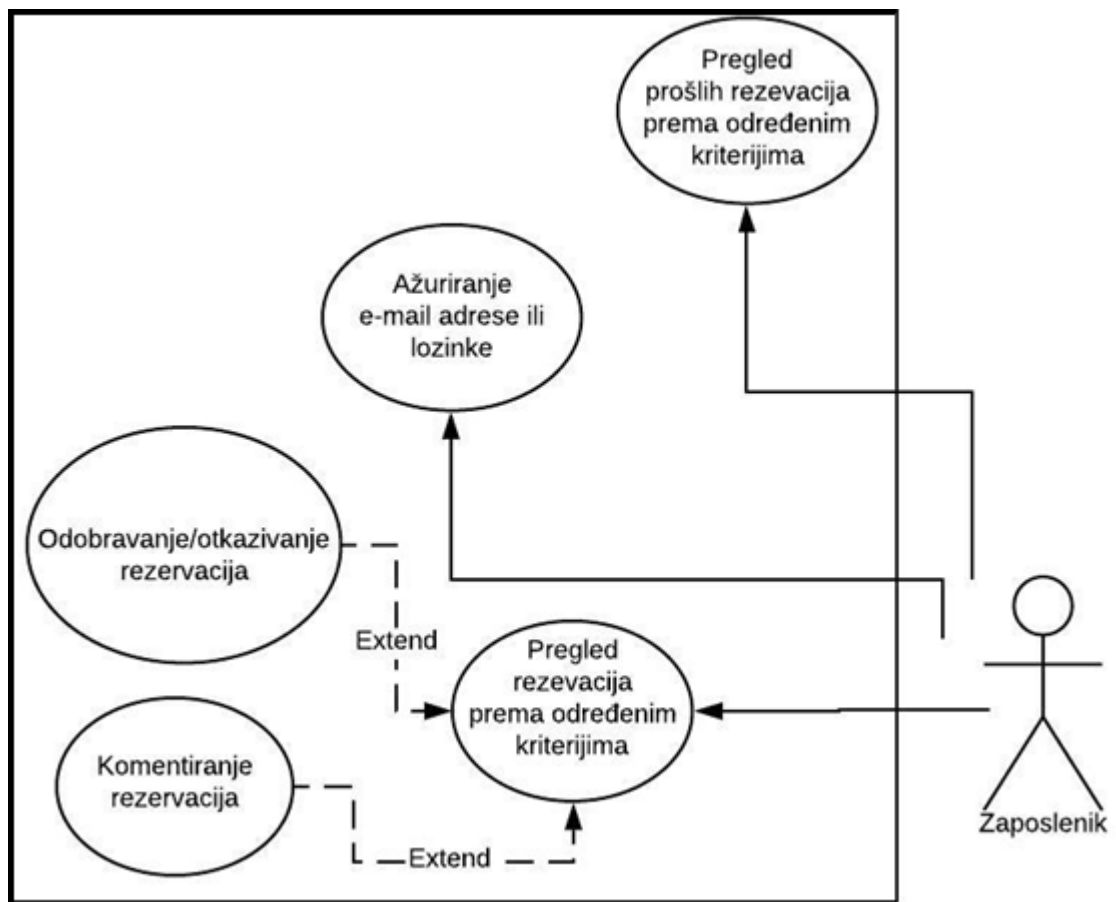 Pregled
prošlih rezevacija
prema određenim
kriterijima
Ažuriranje
e-mail adrese ili
lozinke
Odobravanje/otkazivanje
rezervacija
Extend
Pregled
rezevacija
prema određenim
kriterijima
Komentiranje
rezervacija
Extend
Zaposlenik